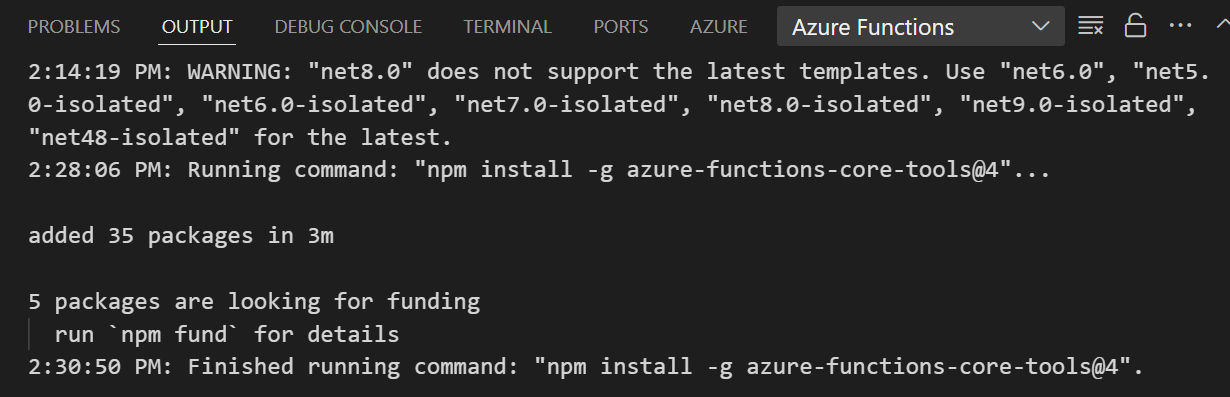 PROBLEMS OUTPUT DEBUG CONSOLE TERMINAL PORTS AZURE Azure Functions
2:14:19 PM: WARNING: "net8.0" does not support the latest templates. Use "net6.0", "net5.
0-isolated", "net6.0-isolated", "net7.0-isolated", "net8.0-isolated", "net9.0-isolated",
"net48-isolated" for the latest.
2:28:06 PM: Running command: "npm install -g azure-functions-core-tools@4"...
added 35 packages in 3m
5 packages are looking for funding
run `npm fund` for details
2:30:50 PM: Finished running command: "npm install -g azure-functions-core-tools@4".